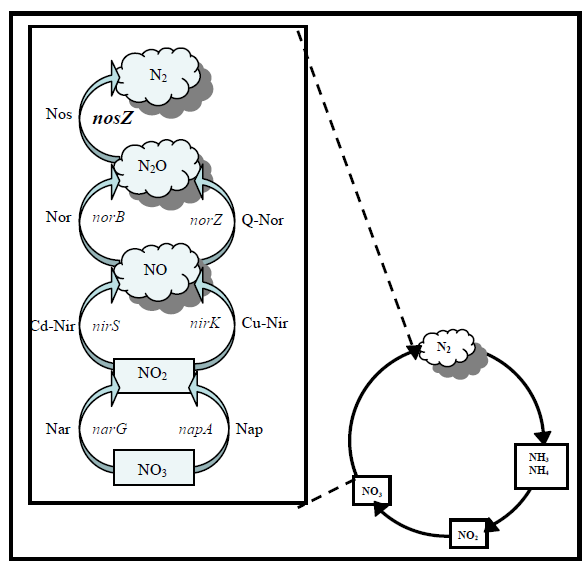 N₂
Nos nosZ
N₂O
Nor norB norZ Q-Nor
NO
Cd-Nir nirS nirK Cu-Nir
NO₂
Nar narG napA Nap
NO₃
N₂
NH₃
NH₄
NO₃
NO₂